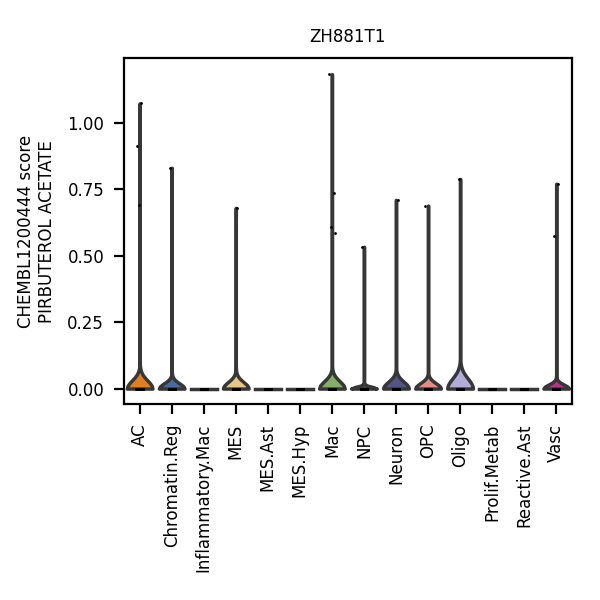 ZH881T1
CHEMBL1200444 score
PIRBUTEROL ACETATE
1.00
0.75
0.50
0.25
0.00
AC
Chromatin.Reg
Inflammatory.Mac
MES
MES.Ast
MES.Hyp
Mac
NPC
Neuron
OPC
Oligo
Prolif.Metab
Reactive.Ast
Vasc